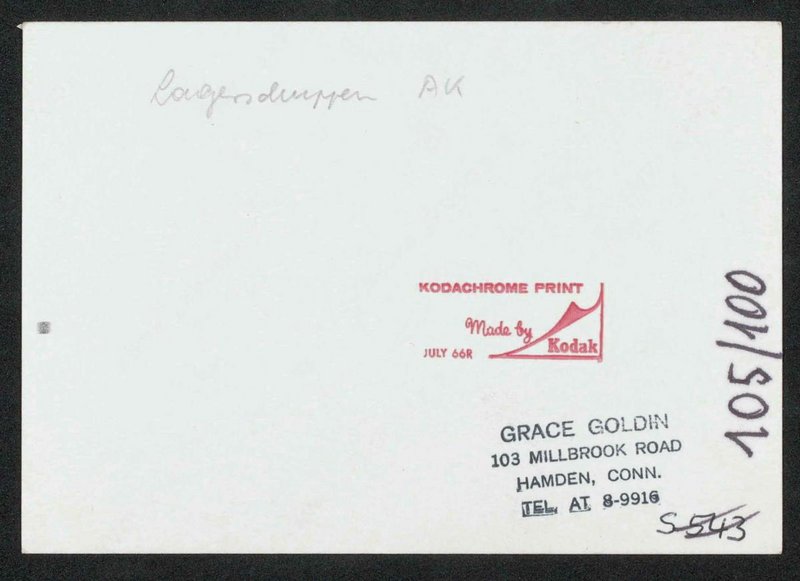 Lagerschuppen AK
KODACHROME PRINT
Made by
Kodak
JULY 66R
105/100
GRACE GOLDIN
103 MILLBROOK ROAD
HAMDEN, CONN.
TEL. AT 8-9916
S-543